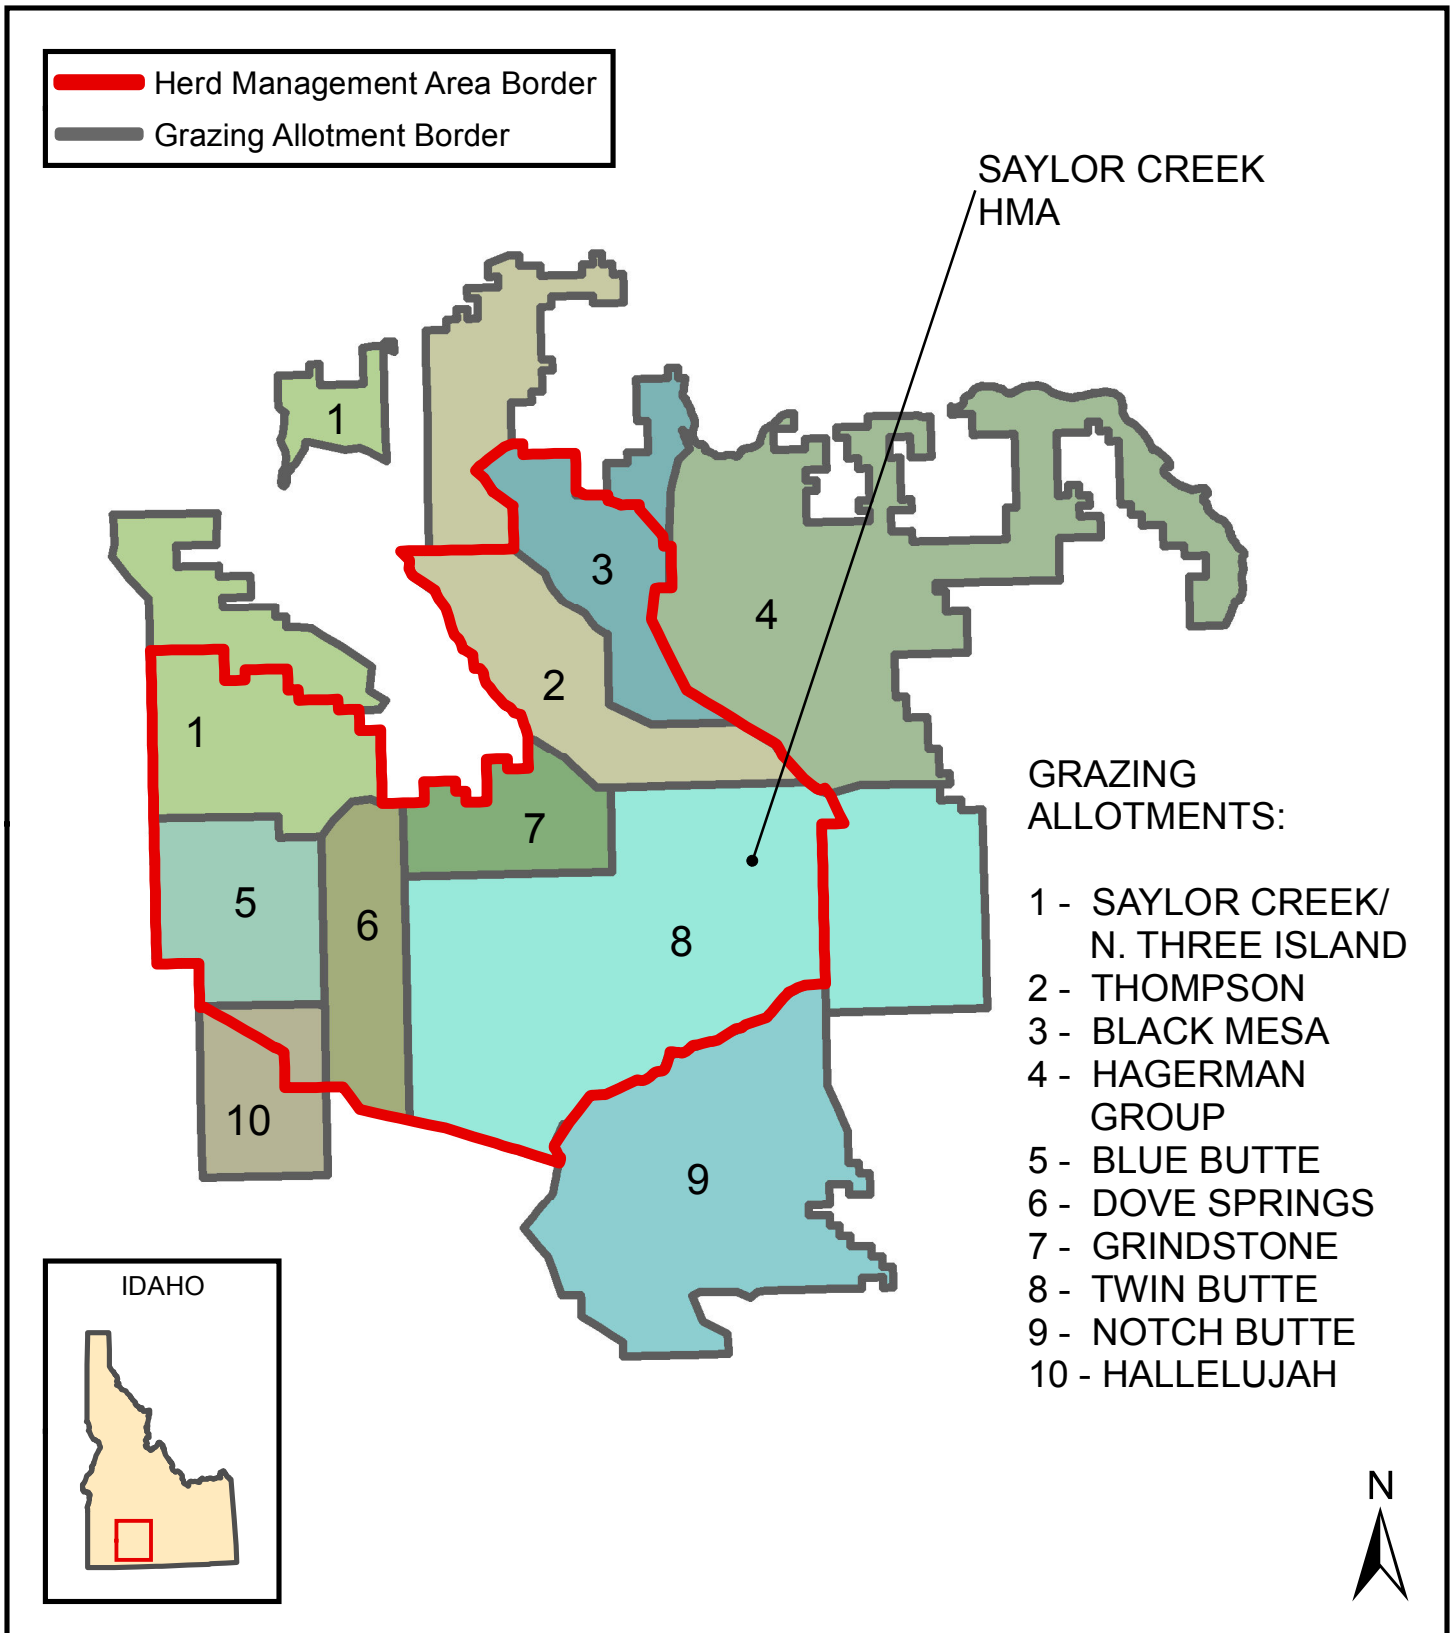 Herd Management Area Border
Grazing Allotment Border
SAYLOR CREEK
HMA
1
3
4
2
1
7
5
6
8
10
9
GRAZING
ALLOTMENTS:
1 - SAYLOR CREEK/
N. THREE ISLAND
2 - THOMPSON
3 - BLACK MESA
4 - HAGERMAN
GROUP
5 - BLUE BUTTE
6 - DOVE SPRINGS
7 - GRINDSTONE
8 - TWIN BUTTE
9 - NOTCH BUTTE
10 - HALLELUJAH
IDAHO
N